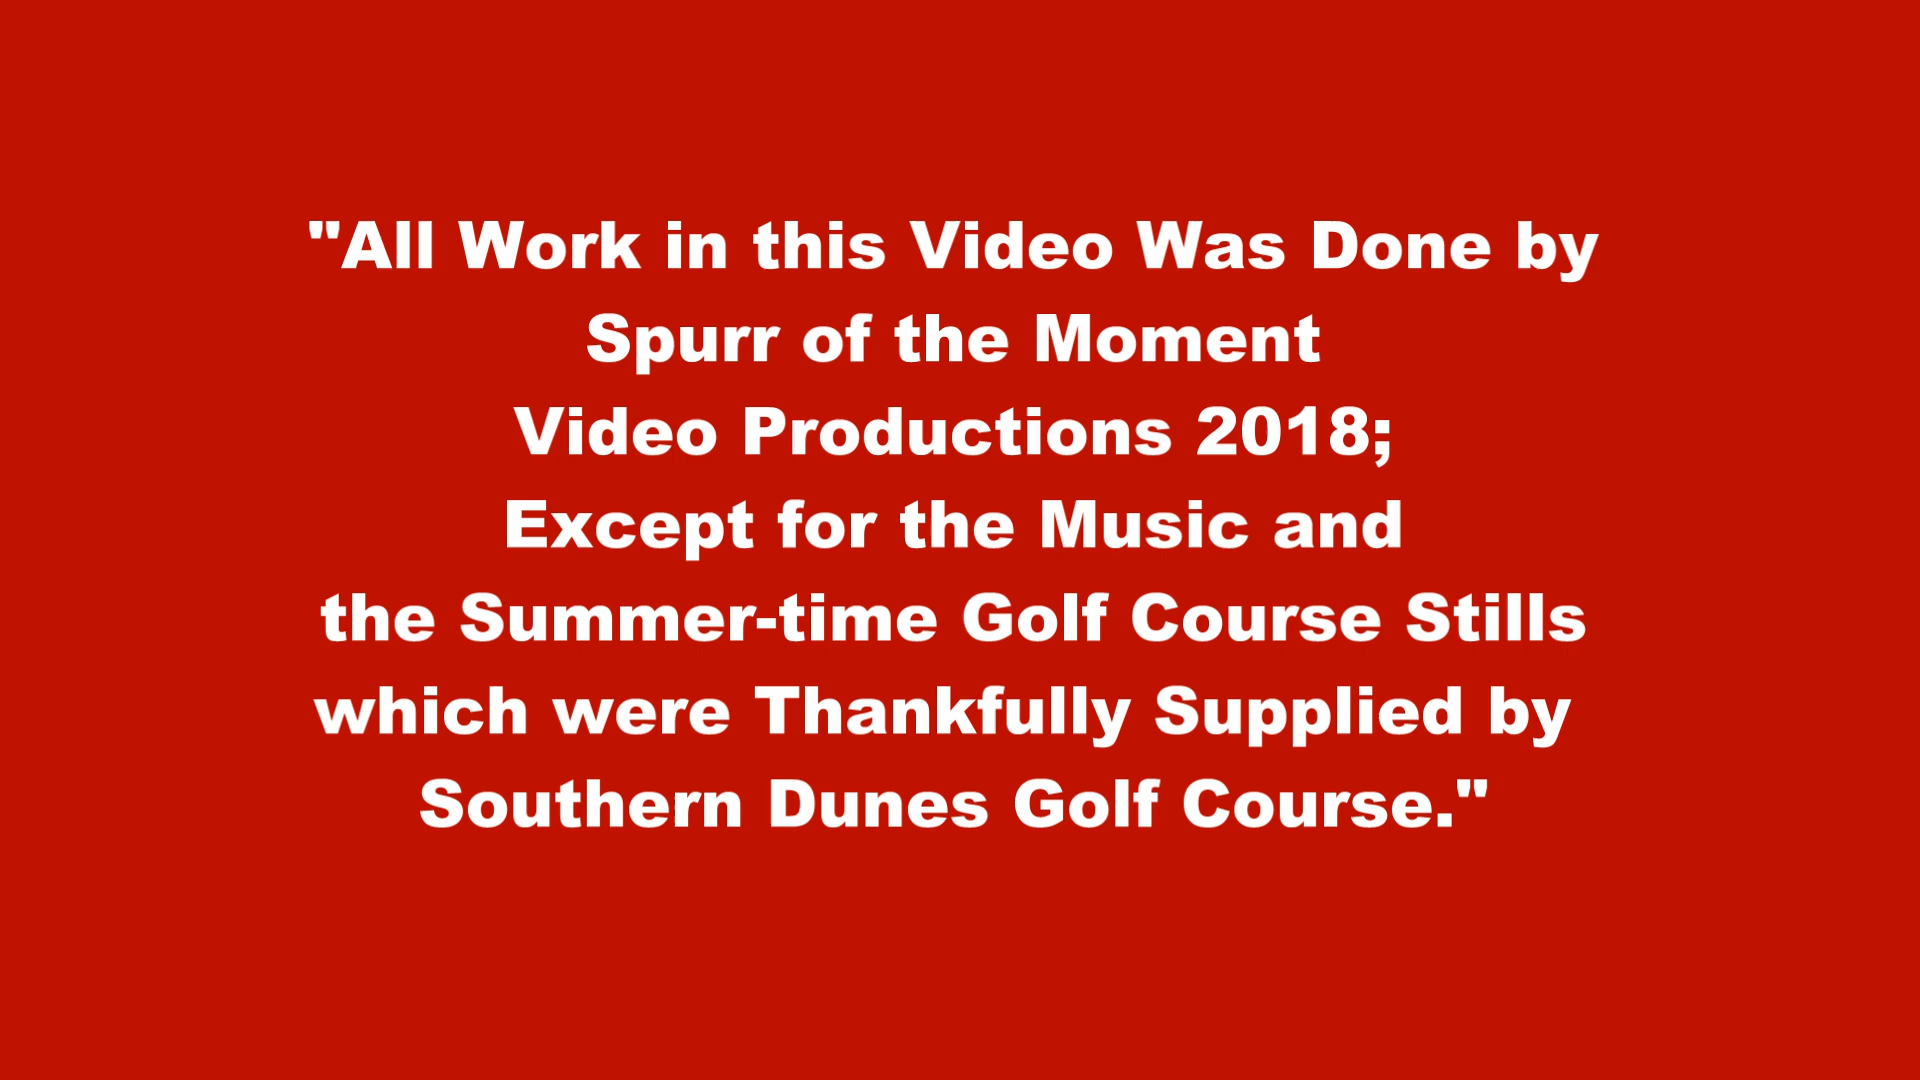 "All Work in this Video Was Done by
Spurr of the Moment
Video Productions 2018;
Except for the Music and
the Summer-time Golf Course Stills
which were Thankfully Supplied by
Southern Dunes Golf Course."